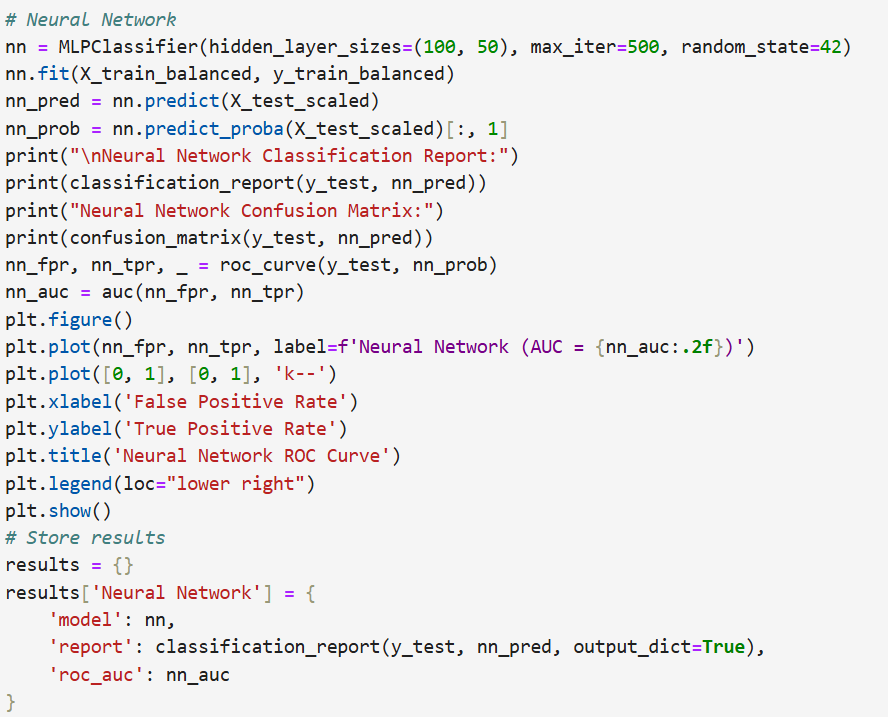 # Neural Network
nn = MLPClassifier(hidden_layer_sizes=(100, 50), max_iter=500, random_state=42)
nn.fit(X_train_balanced, y_train_balanced)
nn_pred = nn.predict(X_test_scaled)
nn_prob = nn.predict_proba(X_test_scaled)[:, 1]
print("\nNeural Network Classification Report:")
print(classification_report(y_test, nn_pred))
print("Neural Network Confusion Matrix:")
print(confusion_matrix(y_test, nn_pred))
nn_fpr, nn_tpr, _ = roc_curve(y_test, nn_prob)
nn_auc = auc(nn_fpr, nn_tpr)
plt.figure()
plt.plot(nn_fpr, nn_tpr, label=f'Neural Network (AUC = {nn_auc:.2f})')
plt.plot([0, 1], [0, 1], 'k--')
plt.xlabel('False Positive Rate')
plt.ylabel('True Positive Rate')
plt.title('Neural Network ROC Curve')
plt.legend(loc="lower right")
plt.show()
# Store results
results = {}
results['Neural Network'] = {
    'model': nn,
    'report': classification_report(y_test, nn_pred, output_dict=True),
    'roc_auc': nn_auc
}